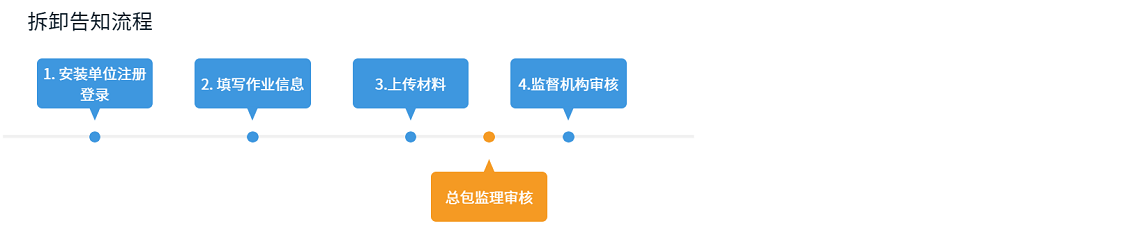 拆卸告知流程
1. 安装单位注册
登录
2. 填写作业信息
3.上传材料
4.监督机构审核
总包监理审核